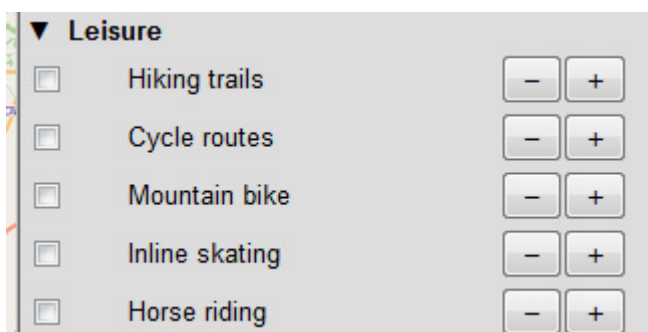 ▼ Leisure
Hiking trails − +
Cycle routes − +
Mountain bike − +
Inline skating − +
Horse riding − +